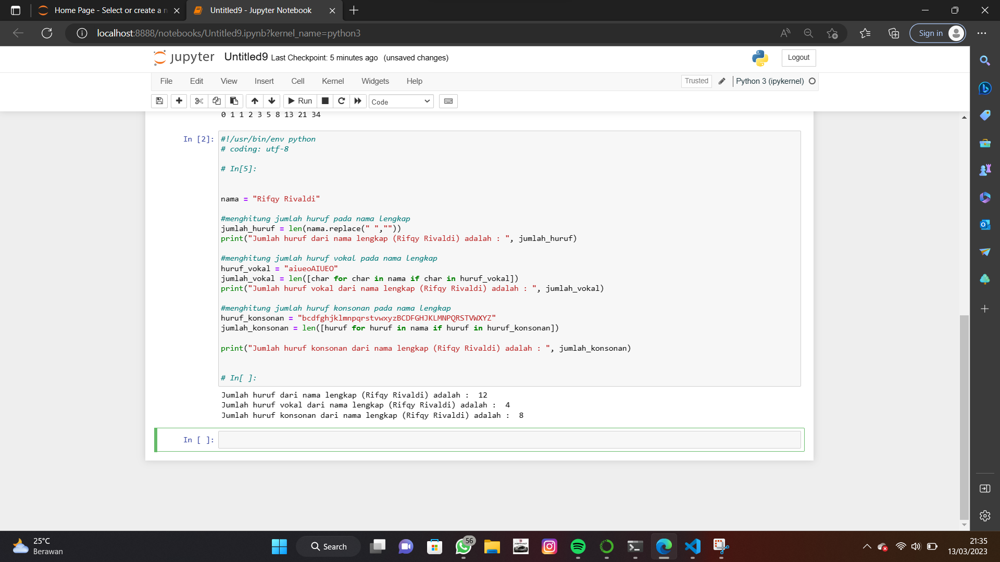 Home Page - Select or create a n
Untitled9 - Jupyter Notebook
localhost:8888/notebooks/Untitled9.ipynb?kernel_name=python3
Sign in
jupyter Untitled9 Last Checkpoint: 5 minutes ago (unsaved changes)
Logout
File Edit View Insert Cell Kernel Widgets Help
Trusted
Python 3 (ipykernel)
Run
Code
0 1 1 2 3 5 8 13 21 34
In [2]:
#!/usr/bin/env python
# coding: utf-8
# In[5]:
nama = "Rifqy Rivaldi"
#menghitung jumlah huruf pada nama lengkap
jumlah_huruf = len(nama.replace(" ",""))
print("Jumlah huruf dari nama lengkap (Rifqy Rivaldi) adalah : ", jumlah_huruf)
#menghitung jumlah huruf vokal pada nama lengkap
huruf_vokal = "aiueoAIUEO"
jumlah_vokal = len([char for char in nama if char in huruf_vokal])
print("Jumlah huruf vokal dari nama lengkap (Rifqy Rivaldi) adalah : ", jumlah_vokal)
#menghitung jumlah huruf konsonan pada nama lengkap
huruf_konsonan = "bcdfghjklmnpqrstvwxyzBCDFGHJKLMNPQRSTVWXYZ"
jumlah_konsonan = len([huruf for huruf in nama if huruf in huruf_konsonan])
print("Jumlah huruf konsonan dari nama lengkap (Rifqy Rivaldi) adalah : ", jumlah_konsonan)
# In[ ]:
Jumlah huruf dari nama lengkap (Rifqy Rivaldi) adalah :  12
Jumlah huruf vokal dari nama lengkap (Rifqy Rivaldi) adalah :  4
Jumlah huruf konsonan dari nama lengkap (Rifqy Rivaldi) adalah :  8
In [ ]:
25°C
Berawan
Search
56
21:35
13/03/2023